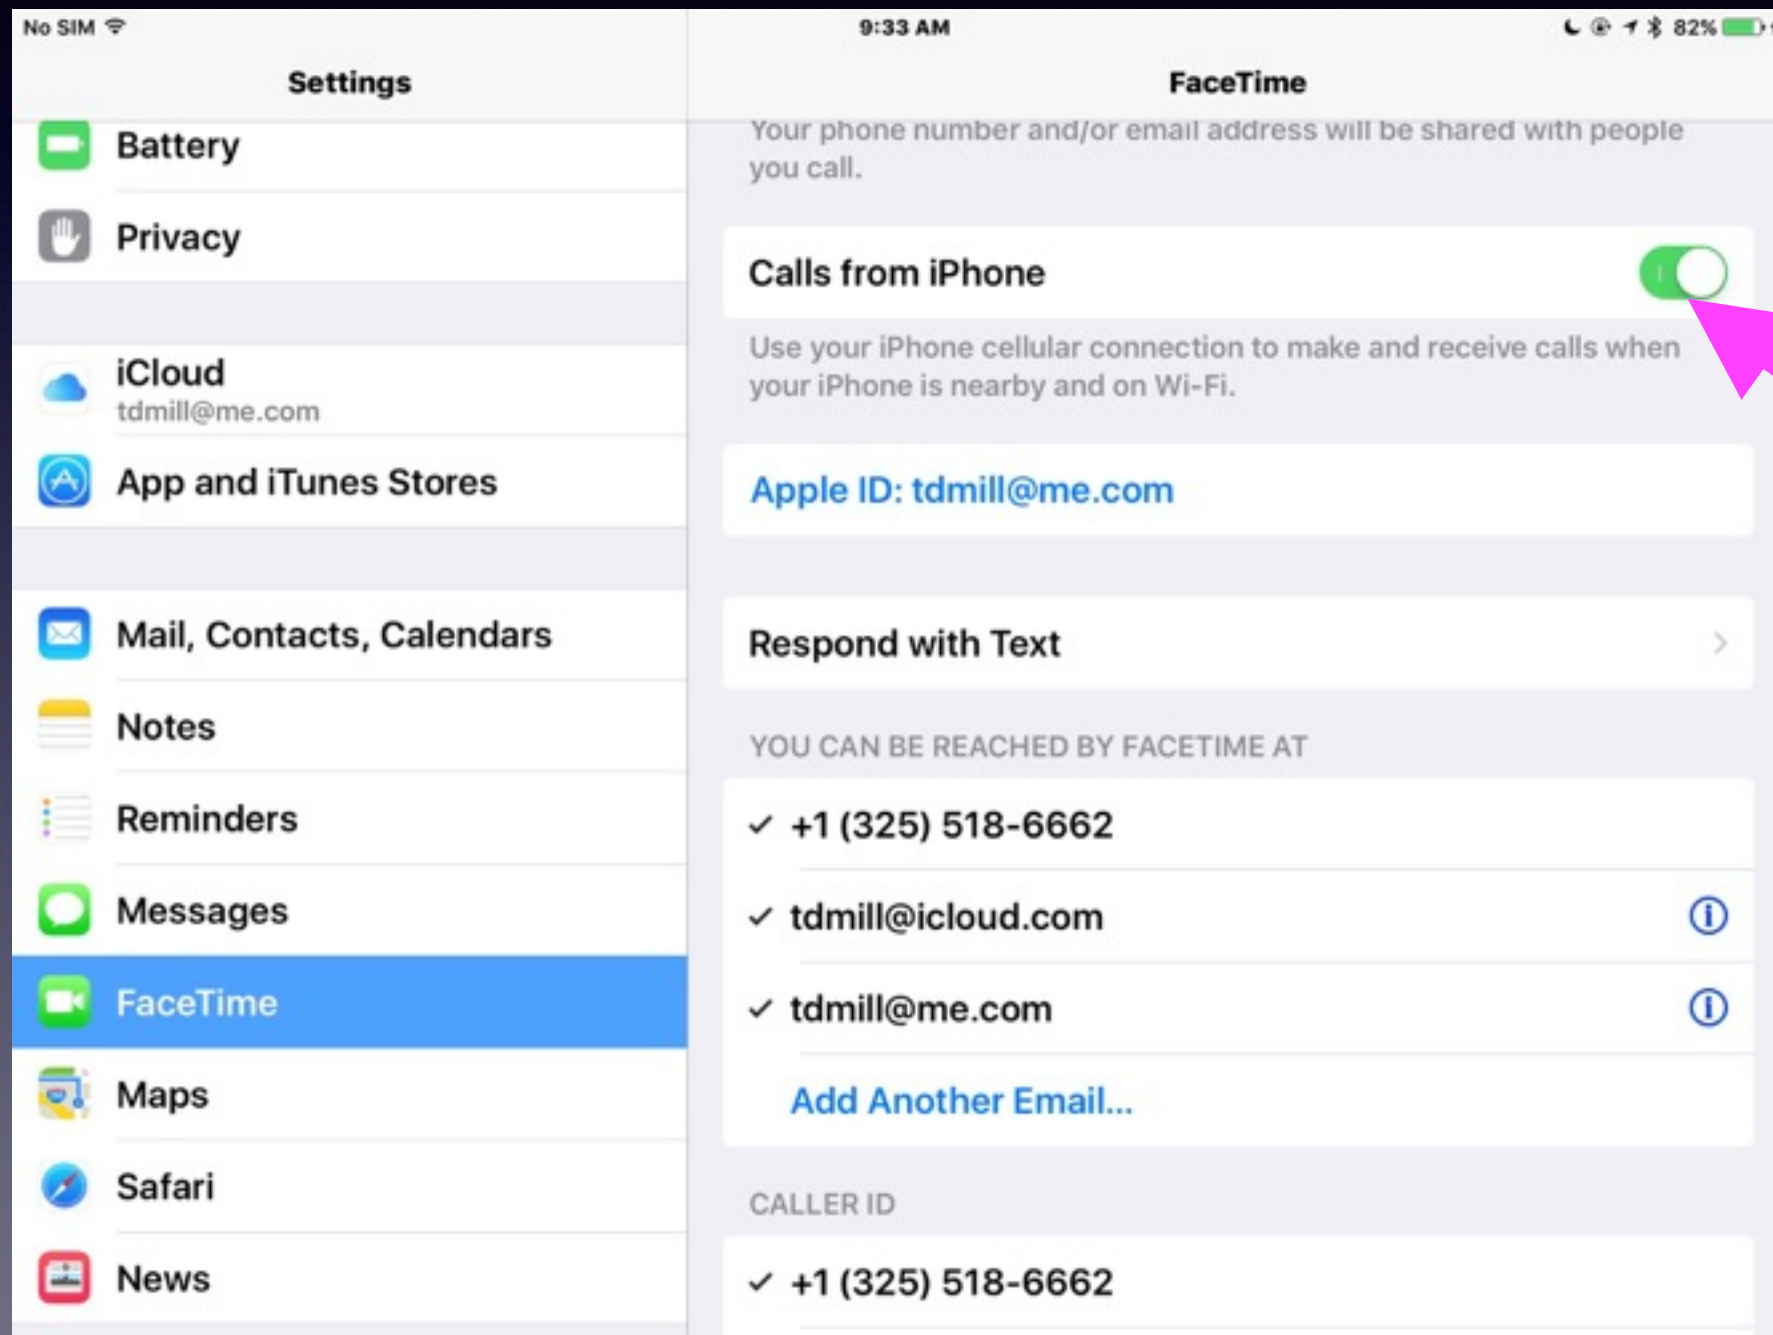 No SIM
9:33 AM
82%
Settings
Battery
Privacy
iCloud
tdmill@me.com
App and iTunes Stores
Mail, Contacts, Calendars
Notes
Reminders
Messages
FaceTime
Maps
Safari
News
FaceTime
Your phone number and/or email address will be shared with people
you call.
Calls from iPhone
Use your iPhone cellular connection to make and receive calls when
your iPhone is nearby and on Wi-Fi.
Apple ID: tdmill@me.com
Respond with Text
YOU CAN BE REACHED BY FACETIME AT
+1 (325) 518-6662
tdmill@icloud.com
tdmill@me.com
Add Another Email...
CALLER ID
+1 (325) 518-6662